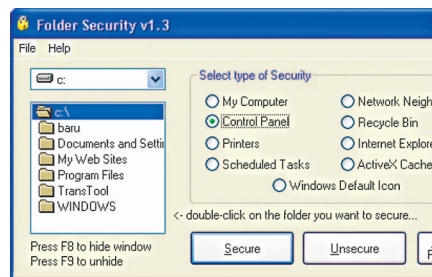 Folder Security v1.3
File Help
c:
c:\
baru
Documents and Settin
My Web Sites
Program Files
TransTool
WINDOWS
Press F8 to hide window
Press F9 to unhide
Select type of Security
My Computer
Network Neigh
Control Panel
Recycle Bin
Printers
Internet Explore
Scheduled Tasks
ActiveX Cache
Windows Default Icon
<- double-click on the folder you want to secure...
Secure
Unsecure